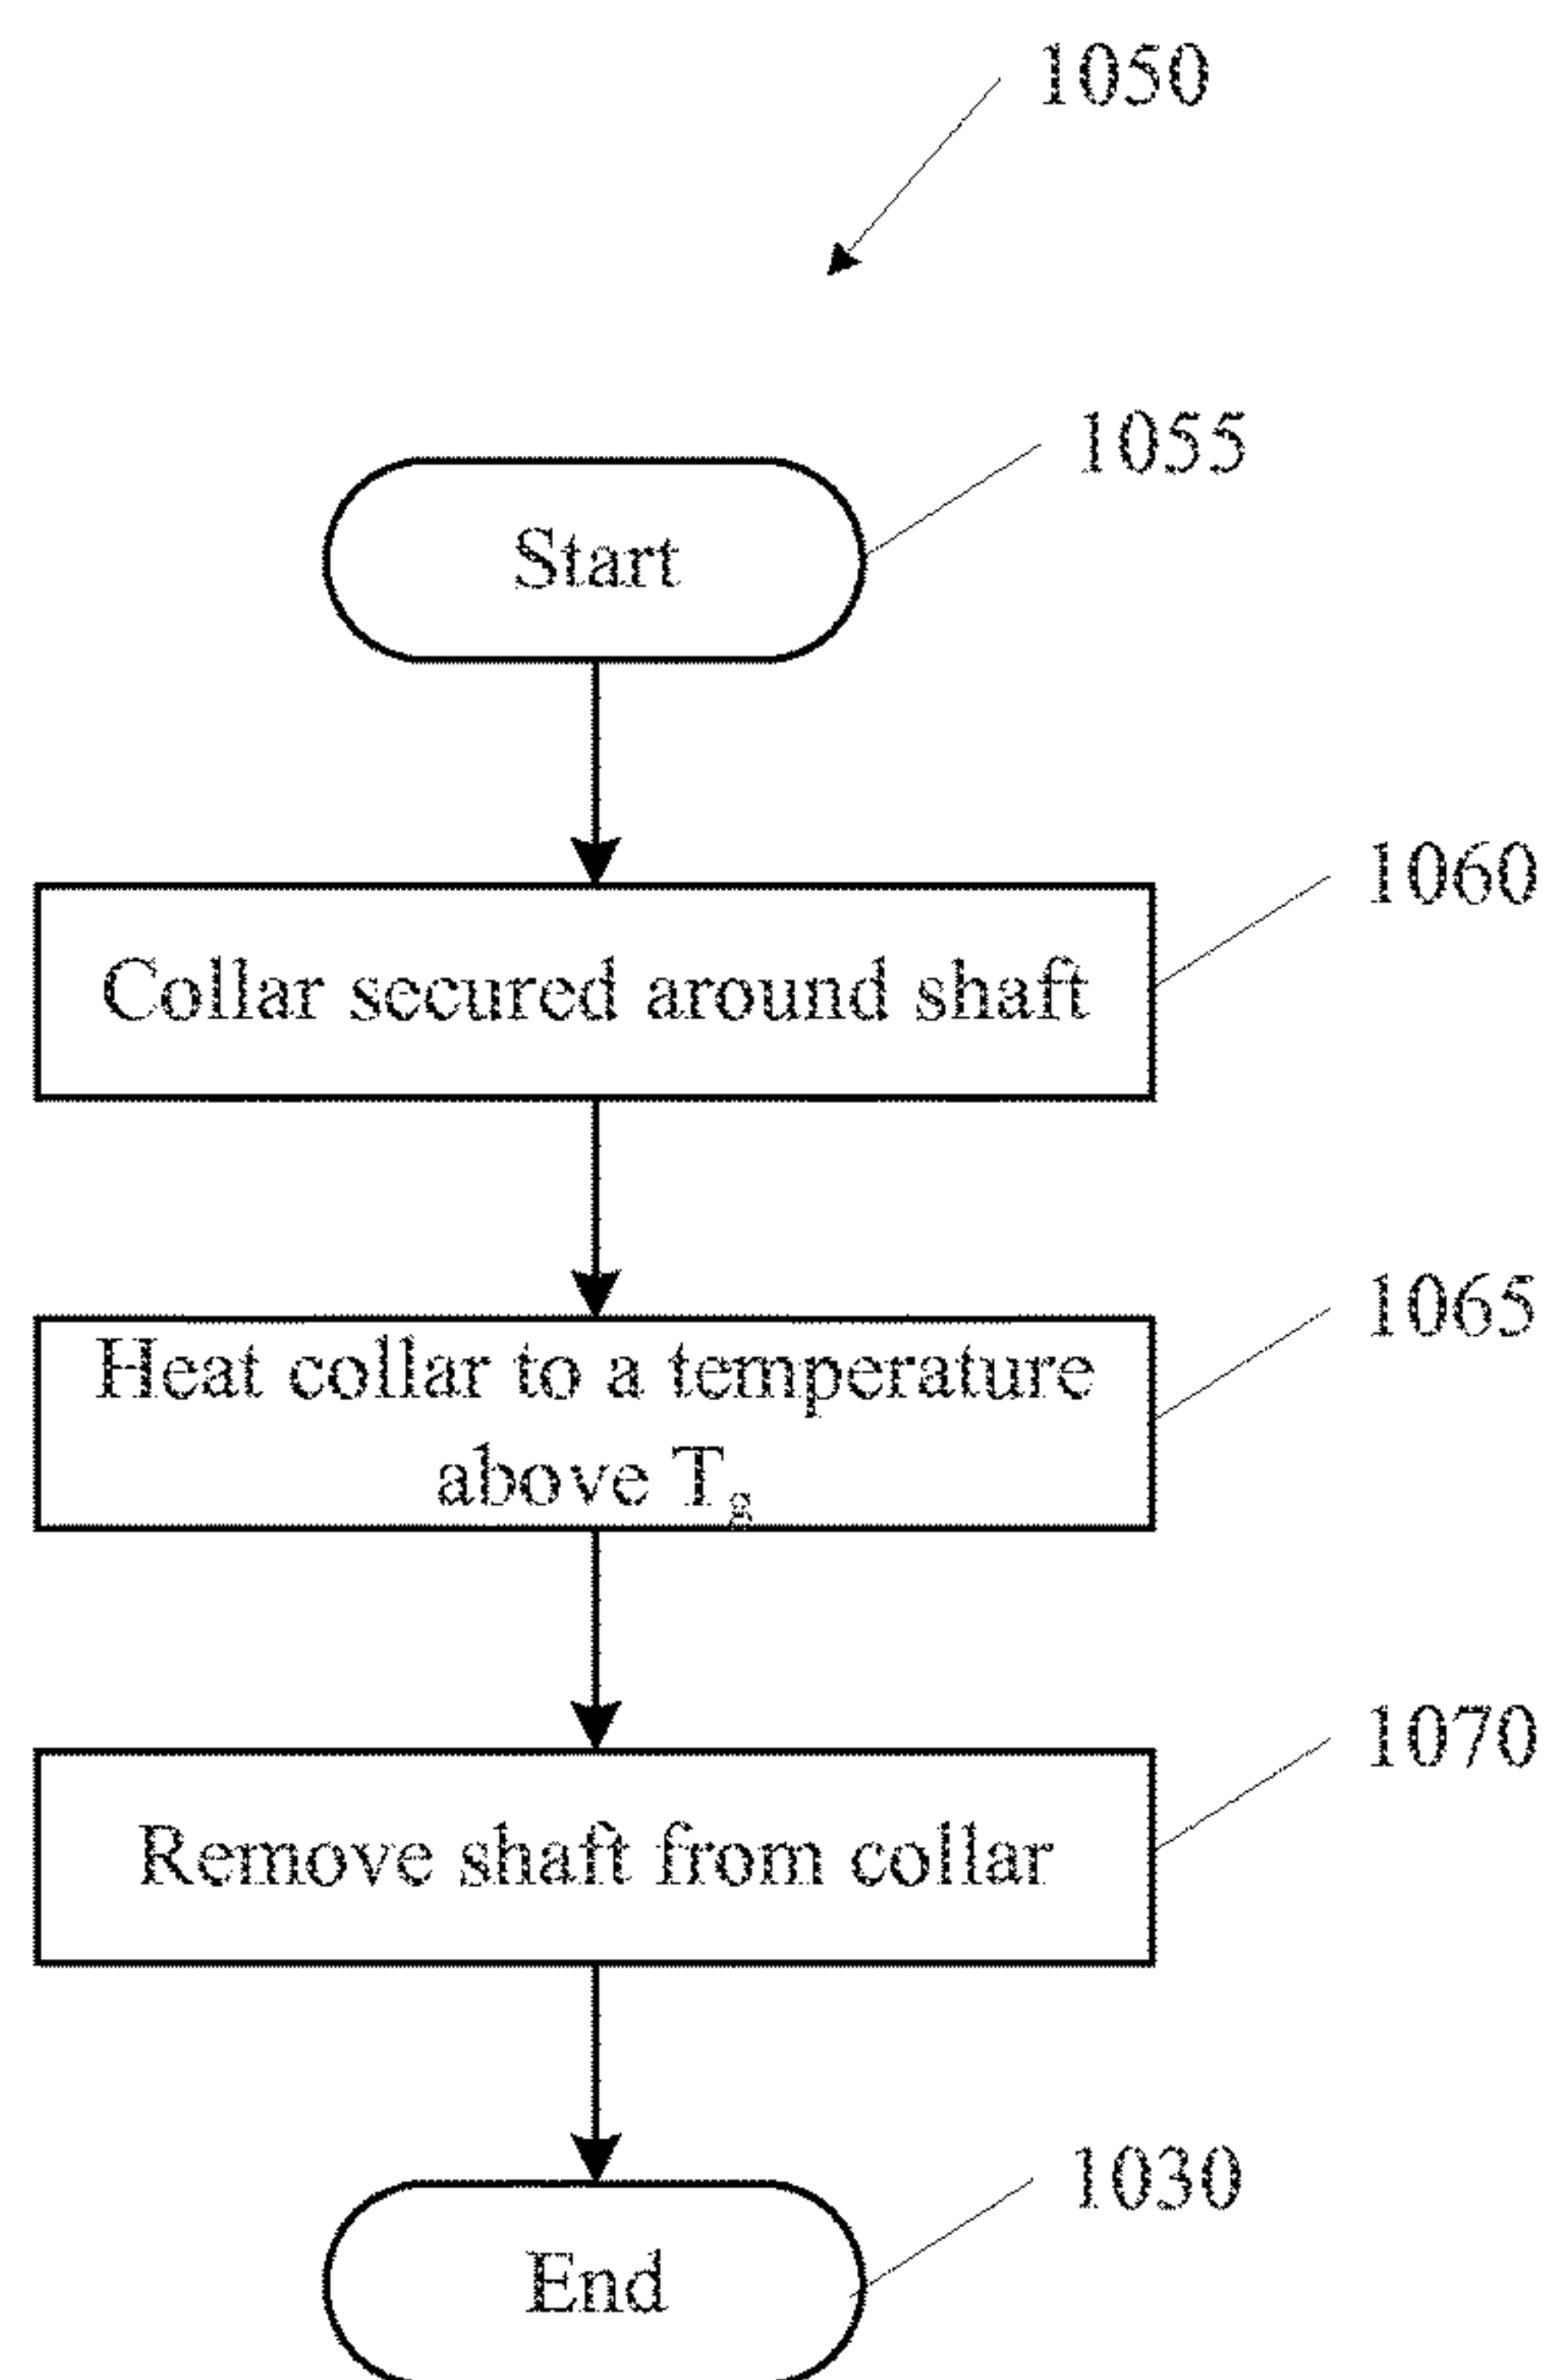 1050
1055
Start
1060
Collar secured around shaft
1065
Heat collar to a temperature
above Tg
1070
Remove shaft from collar
1030
End